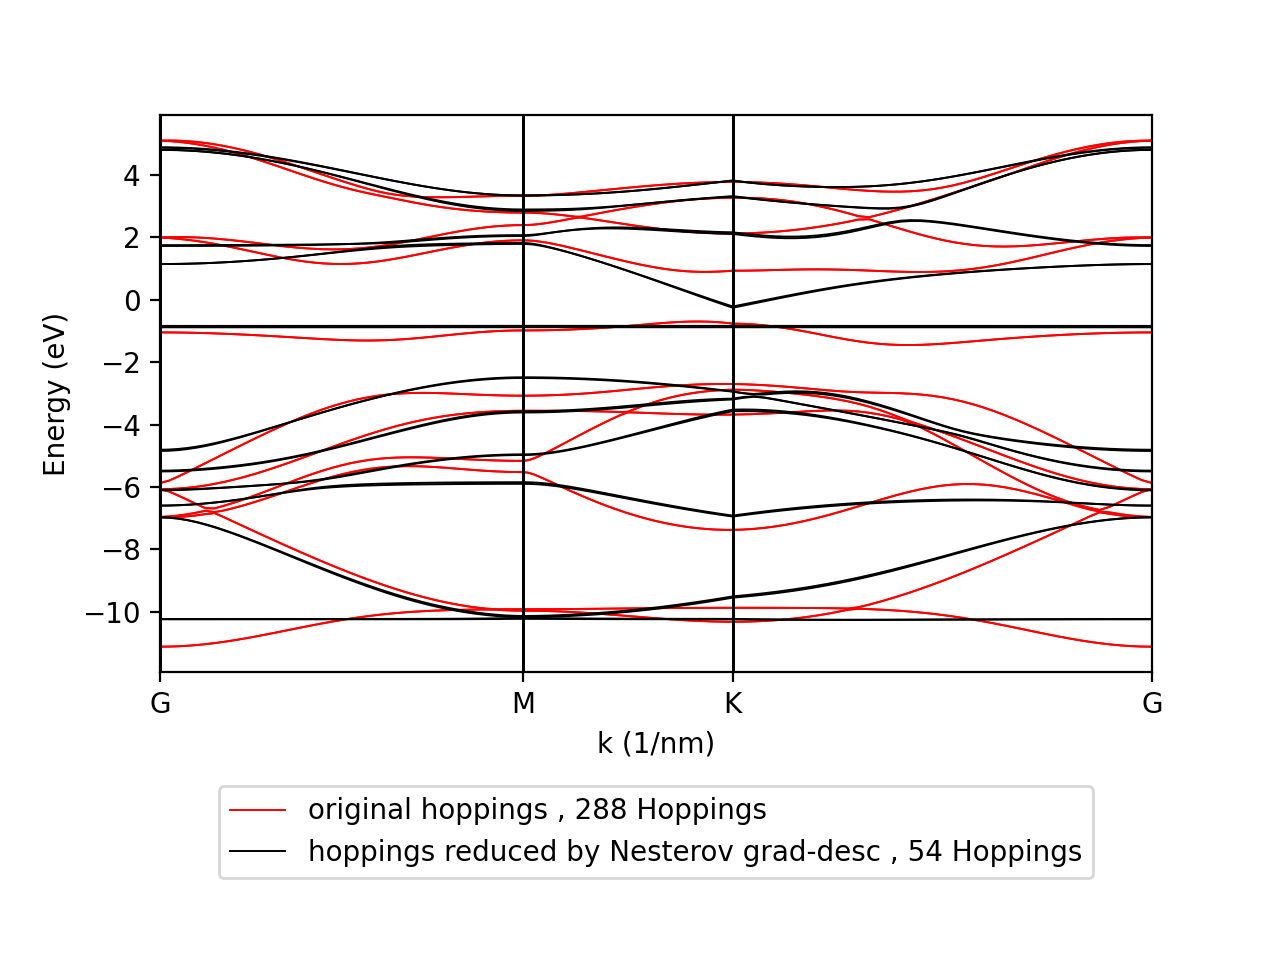 4
2
0
−2
−4
−6
−8
−10
Energy (eV)
G M K G
k (1/nm)
original hoppings , 288 Hoppings
hoppings reduced by Nesterov grad-desc , 54 Hoppings